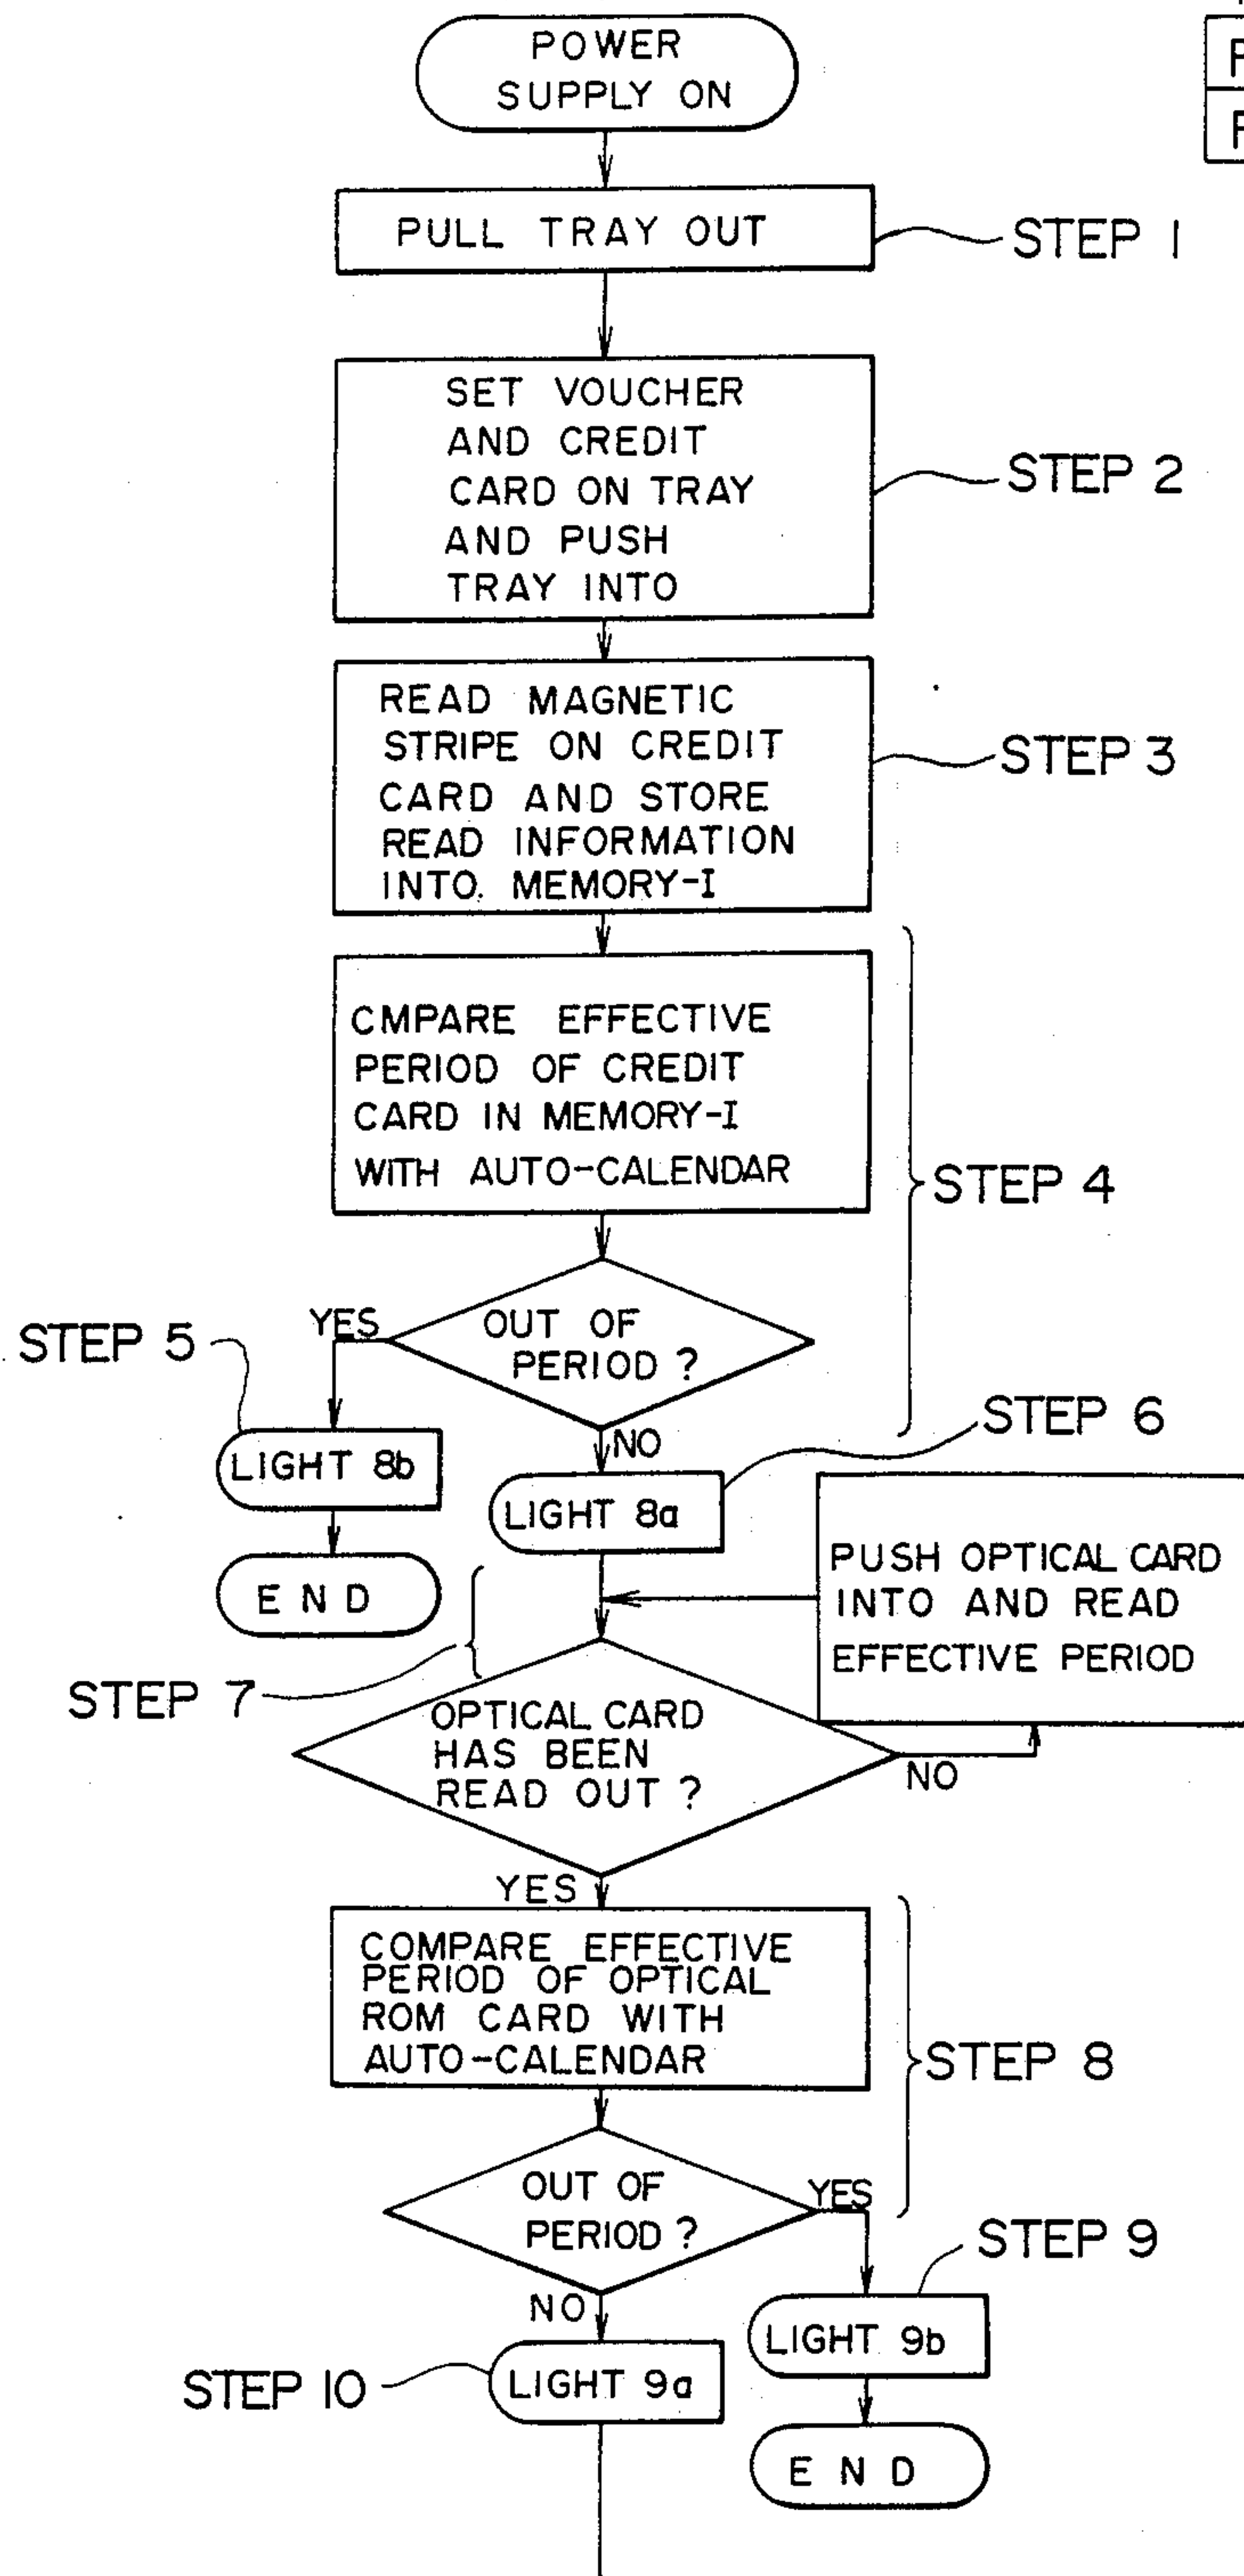 POWER
SUPPLY ON
PULL TRAY OUT
STEP 1
SET VOUCHER
AND CREDIT
CARD ON TRAY
AND PUSH
TRAY INTO
STEP 2
READ MAGNETIC
STRIPE ON CREDIT
CARD AND STORE
READ INFORMATION
INTO. MEMORY-I
STEP 3
CMPARE EFFECTIVE
PERIOD OF CREDIT
CARD IN MEMORY-I
WITH AUTO-CALENDAR
STEP 4
YES
OUT OF
PERIOD ?
STEP 5
NO
STEP 6
LIGHT 8b
LIGHT 8a
END
PUSH OPTICAL CARD
INTO AND READ
EFFECTIVE PERIOD
STEP 7
OPTICAL CARD
HAS BEEN
READ OUT ?
NO
YES
COMPARE EFFECTIVE
PERIOD OF OPTICAL
ROM CARD WITH
AUTO-CALENDAR
STEP 8
OUT OF
PERIOD ?
YES
STEP 9
NO
LIGHT 9b
STEP 10
LIGHT 9a
END